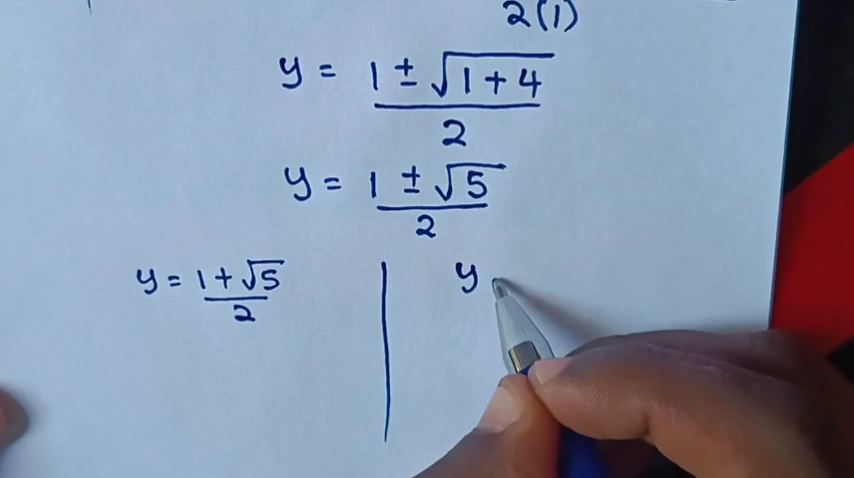 2(1)
y = 1 ± √1+4
2
y = 1 ± √5
2
y = 1 + √5
2
y